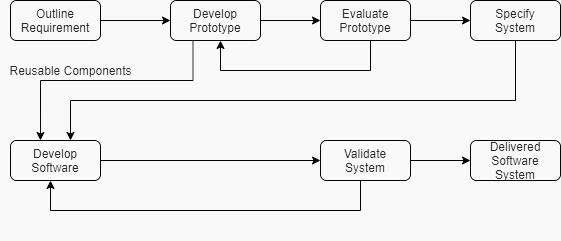 Outline
Requirement
Develop
Prototype
Evaluate
Prototype
Specify
System
Reusable Components
Develop
Software
Validate
System
Delivered
Software
System